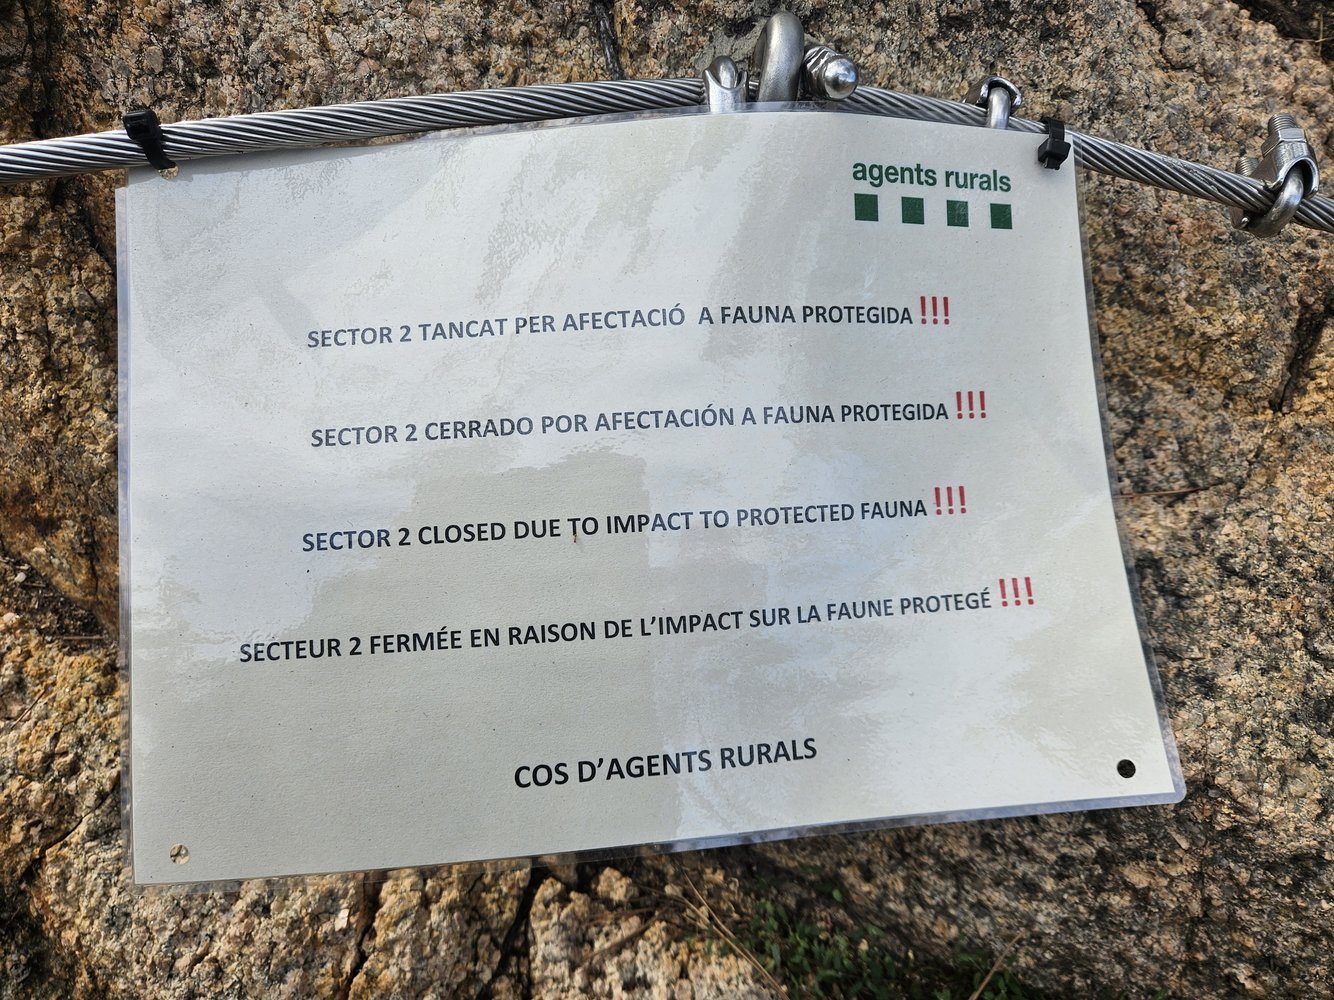 agents rurals
SECTOR 2 TANCAT PER AFECTACIÓ A FAUNA PROTEGIDA !!!
SECTOR 2 CERRADO POR AFECTACIÓN A FAUNA PROTEGIDA !!!
SECTOR 2 CLOSED DUE TO IMPACT TO PROTECTED FAUNA !!!
SECTEUR 2 FERMÉE EN RAISON DE L'IMPACT SUR LA FAUNE PROTEGÉ !!!
COS D'AGENTS RURALS